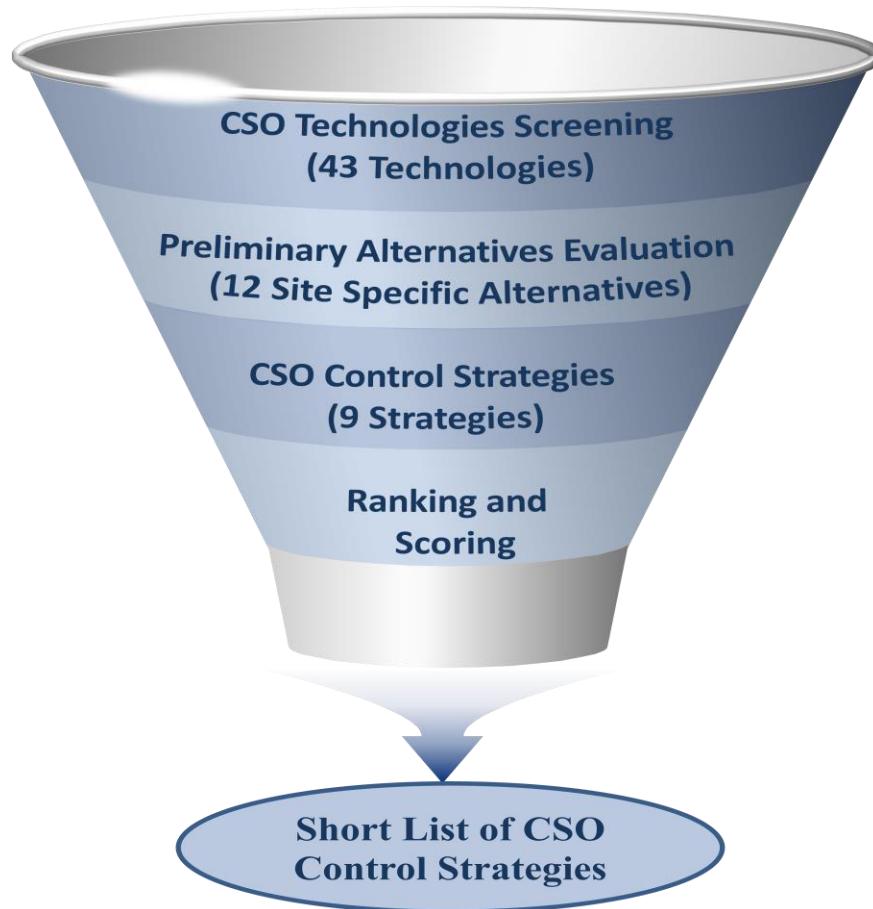 CSO Technologies Screening
(43 Technologies)
Preliminary Alternatives Evaluation
(12 Site Specific Alternatives)
CSO Control Strategies
(9 Strategies)
Ranking and
Scoring
Short List of CSO
Control Strategies